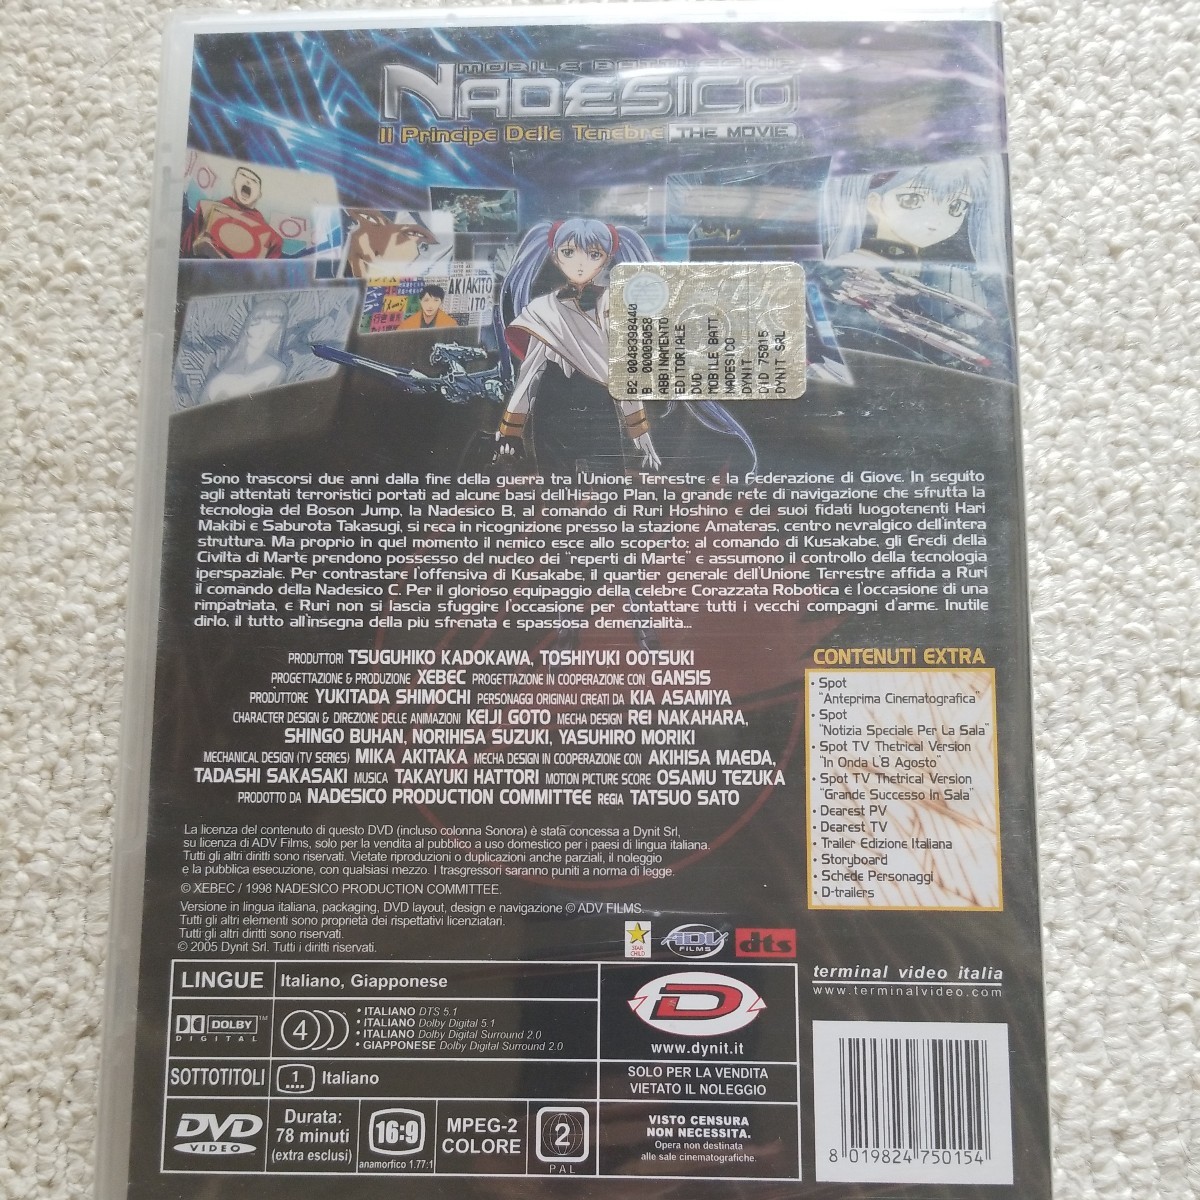 MOBILE BATTLESHIP
NADESICO
Il Principe Delle Tenebre THE MOVIE
AKIAKITO
ITO
B2 0048398440
B 00005058
ABBINAMENTO
EDITORIALE
DVD
MOBILE BATT
NADESICO
DYNIT
DID 75015
DYNIT SRL
Sono trascorsi due anni dalla fine della guerra tra l'Unione Terrestre e la Federazione di Giove. In seguito
agli attentati terroristici portati ad alcune basi dell'Hisago Plan, la grande rete di navigazione che sfrutta la
tecnologia del Boson Jump, la Nadesico B, al comando di Ruri Hoshino e dei suoi fidati luogotenenti Hari
Makibi e Saburota Takasugi, si reca in ricognizione presso la stazione Amateras, centro nevralgico dell'intera
struttura. Ma proprio in quel momento il nemico esce allo scoperto: al comando di Kusakabe, gli Eredi della
Civiltà di Marte prendono possesso del nucleo dei "reperti di Marte" e assumono il controllo della tecnologia
iperspaziale. Per contrastare l'offensiva di Kusakabe, il quartier generale dell'Unione Terrestre affida a Ruri
il comando della Nadesico C. Per il glorioso equipaggio della celebre Corazzata Robotica è l'occasione di una
rimpatriata, e Ruri non si lascia sfuggire l'occasione per contattare tutti i vecchi compagni d'arme. Inutile
dirlo, il tutto all'insegna della più sfrenata e spassosa demenzialità...
PRODUTTORI TSUGUHIKO KADOKAWA, TOSHIYUKI OOTSUKI
PROGETTAZIONE & PRODUZIONE XEBEC PROGETTAZIONE IN COOPERAZIONE CON GANSIS
PRODUTTORE YUKITADA SHIMOCHI PERSONAGGI ORIGINALI CREATI DA KIA ASAMIYA
CHARACTER DESIGN & DIREZIONE DELLE ANIMAZIONI KEIJI GOTO MECHA DESIGN REI NAKAHARA,
SHINGO BUHAN, NORIHISA SUZUKI, YASUHIRO MORIKI
MECHANICAL DESIGN (TV SERIES) MIKA AKITAKA MECHA DESIGN IN COOPERAZIONE CON AKIHISA MAEDA,
TADASHI SAKASAKI MUSICA TAKAYUKI HATTORI MOTION PICTURE SCORE OSAMU TEZUKA
PRODOTTO DA NADESICO PRODUCTION COMMITTEE REGIA TATSUO SATO
CONTENUTI EXTRA
• Spot
"Anteprima Cinematografica"
• Spot
"Notizia Speciale Per La Sala"
• Spot TV Thetrical Version
"In Onda L'8 Agosto"
• Spot TV Thetrical Version
"Grande Successo In Sala"
• Dearest PV
• Dearest TV
• Trailer Edizione Italiana
• Storyboard
• Schede Personaggi
• D-trailers
La licenza del contenuto di questo DVD (incluso colonna Sonora) è stata concessa a Dynit Srl,
su licenza di ADV Films, solo per la vendita al pubblico a uso domestico per i paesi di lingua italiana.
Tutti gli altri diritti sono riservati. Vietate riproduzioni o duplicazioni anche parziali, il noleggio
e la pubblica esecuzione, con qualsiasi mezzo. I trasgressori saranno puniti a norma di legge.
© XEBEC / 1998 NADESICO PRODUCTION COMMITTEE.
Versione in lingua italiana, packaging, DVD layout, design e navigazione © ADV FILMS.
Tutti gli altri elementi sono proprietà dei rispettativi licenziatari.
Tutti gli altri diritti sono riservati.
© 2005 Dynit Srl. Tutti i diritti riservati.
STAR CHILD
ADV FILMS
dts
LINGUE Italiano, Giapponese
DOLBY DIGITAL ™
4
• ITALIANO DTS 5.1
• ITALIANO Dolby Digital 5.1
• ITALIANO Dolby Digital Surround 2.0
• GIAPPONESE Dolby Digital Surround 2.0
SOTTOTITOLI 1 Italiano
DVD VIDEO
Durata:
78 minuti
(extra esclusi)
16:9
anamorfico 1.77:1
MPEG-2
COLORE
2
PAL
D
www.dynit.it
SOLO PER LA VENDITA
VIETATO IL NOLEGGIO
VISTO CENSURA
NON NECESSITA.
Opera non destinata
alle sale cinematografiche.
terminal video italia
www.terminalvideo.com
8 019824 750154